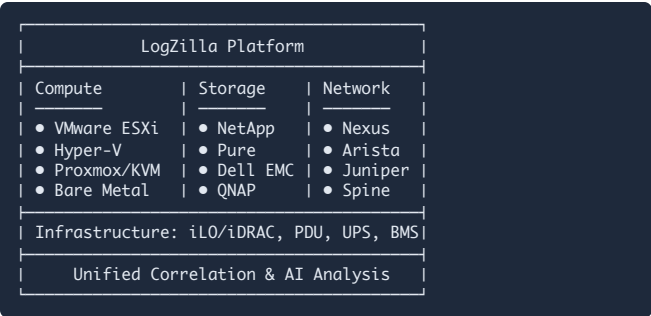 LogZilla Platform
Compute | Storage | Network
● VMware ESXi | ● NetApp | ● Nexus
● Hyper-V | ● Pure | ● Arista
● Proxmox/KVM | ● Dell EMC | ● Juniper
● Bare Metal | ● QNAP | ● Spine
Infrastructure: iLO/iDRAC, PDU, UPS, BMS
Unified Correlation & AI Analysis